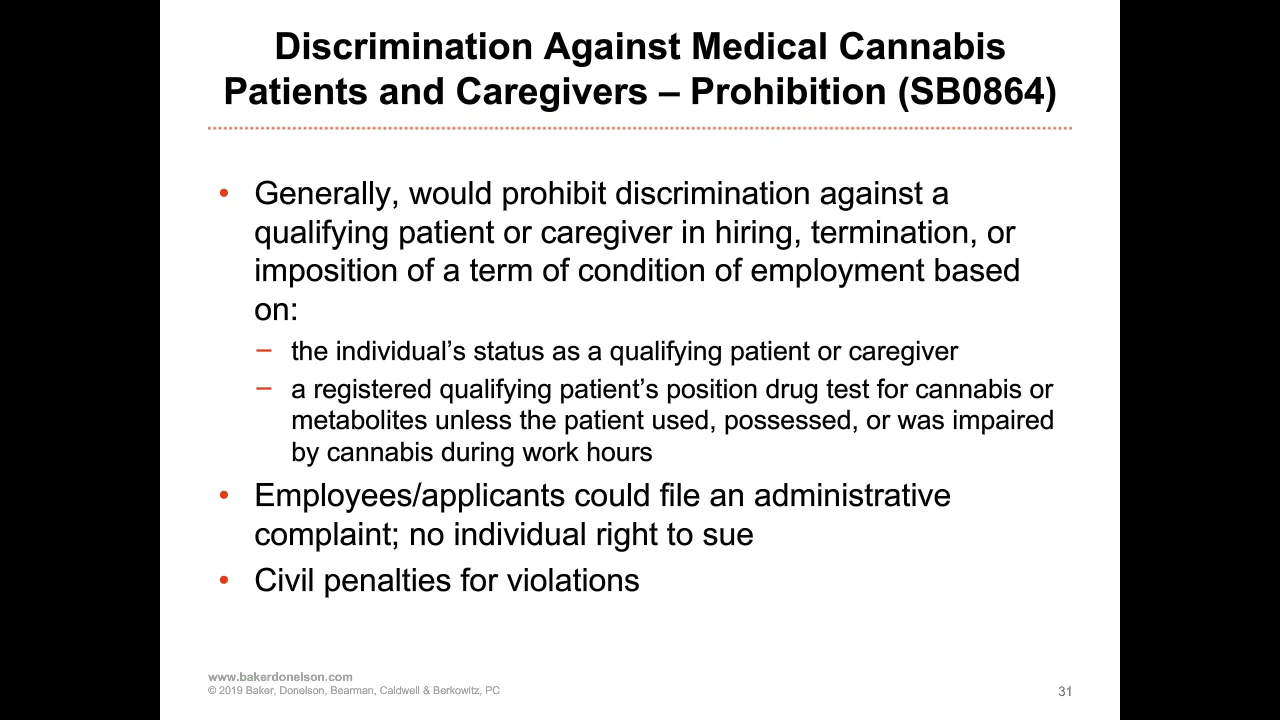 Discrimination Against Medical Cannabis
Patients and Caregivers – Prohibition (SB0864)
• Generally, would prohibit discrimination against a
qualifying patient or caregiver in hiring, termination, or
imposition of a term of condition of employment based
on:
– the individual’s status as a qualifying patient or caregiver
– a registered qualifying patient’s position drug test for cannabis or
metabolites unless the patient used, possessed, or was impaired
by cannabis during work hours
• Employees/applicants could file an administrative
complaint; no individual right to sue
• Civil penalties for violations
www.bakerdonelson.com
© 2019 Baker, Donelson, Bearman, Caldwell & Berkowitz, PC
31